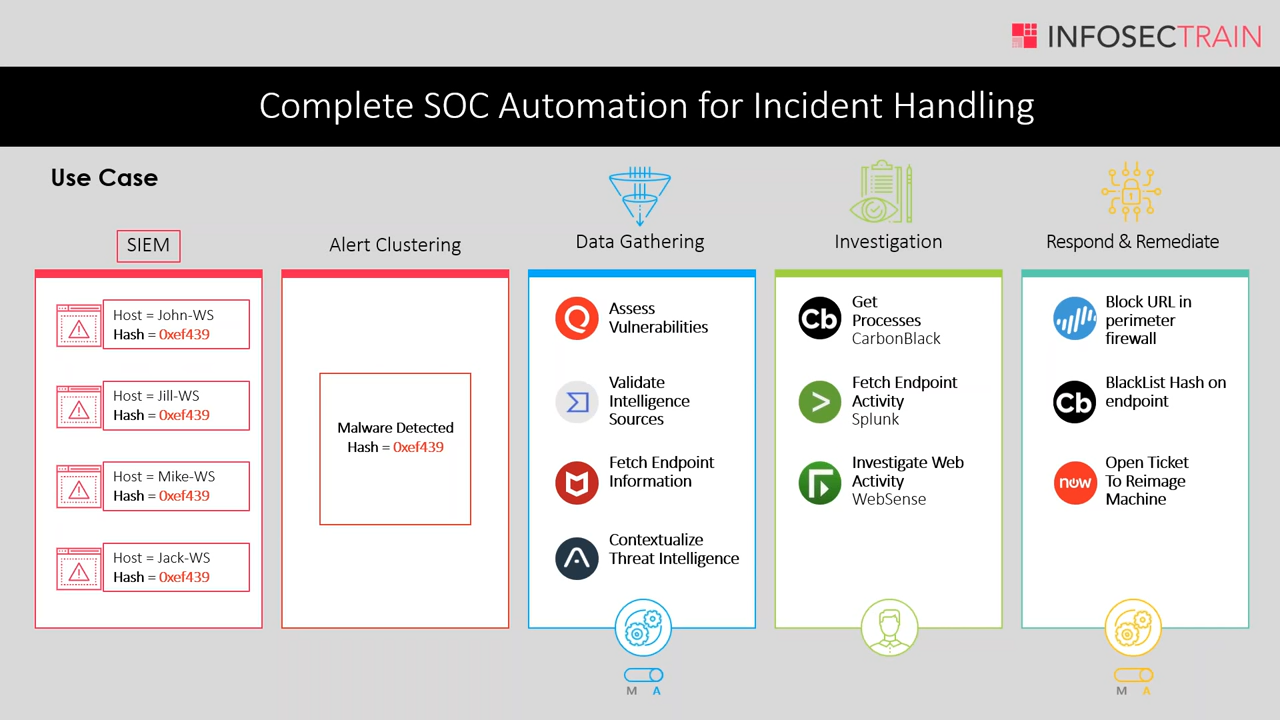 INFOSECTRAIN
Complete SOC Automation for Incident Handling
Use Case
SIEM
Host = John-WS
Hash = 0xef439
Host = Jill-WS
Hash = 0xef439
Host = Mike-WS
Hash = 0xef439
Host = Jack-WS
Hash = 0xef439
Alert Clustering
Malware Detected
Hash = 0xef439
Data Gathering
Assess
Vulnerabilities
Validate
Intelligence
Sources
Fetch Endpoint
Information
Contextualize
Threat Intelligence
M A
Investigation
Cb
Get
Processes
CarbonBlack
Fetch Endpoint
Activity
Splunk
Investigate Web
Activity
WebSense
Respond & Remediate
Block URL in
perimeter
firewall
Cb
BlackList Hash on
endpoint
now
Open Ticket
To Reimage
Machine
M A